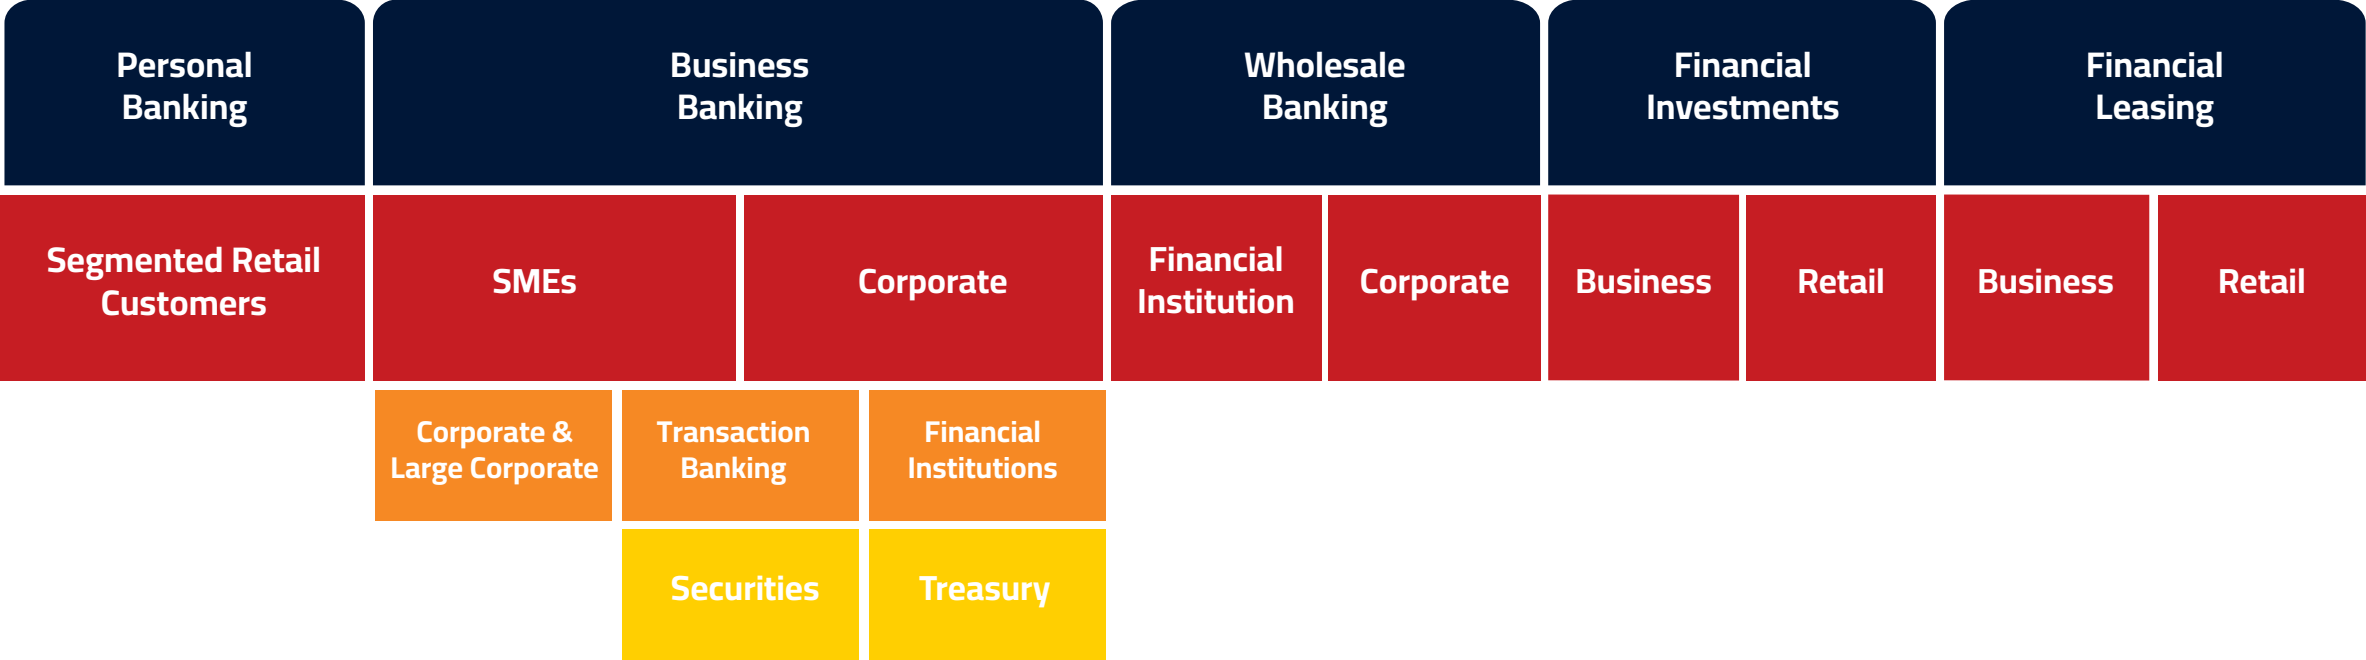 Personal
Banking
Business
Banking
Wholesale
Banking
Financial
Investments
Financial
Leasing
Segmented Retail
Customers
SMEs
Corporate
Financial
Institution
Corporate
Business
Retail
Business
Retail
Corporate &
Large Corporate
Transaction
Banking
Financial
Institutions
Securities
Treasury